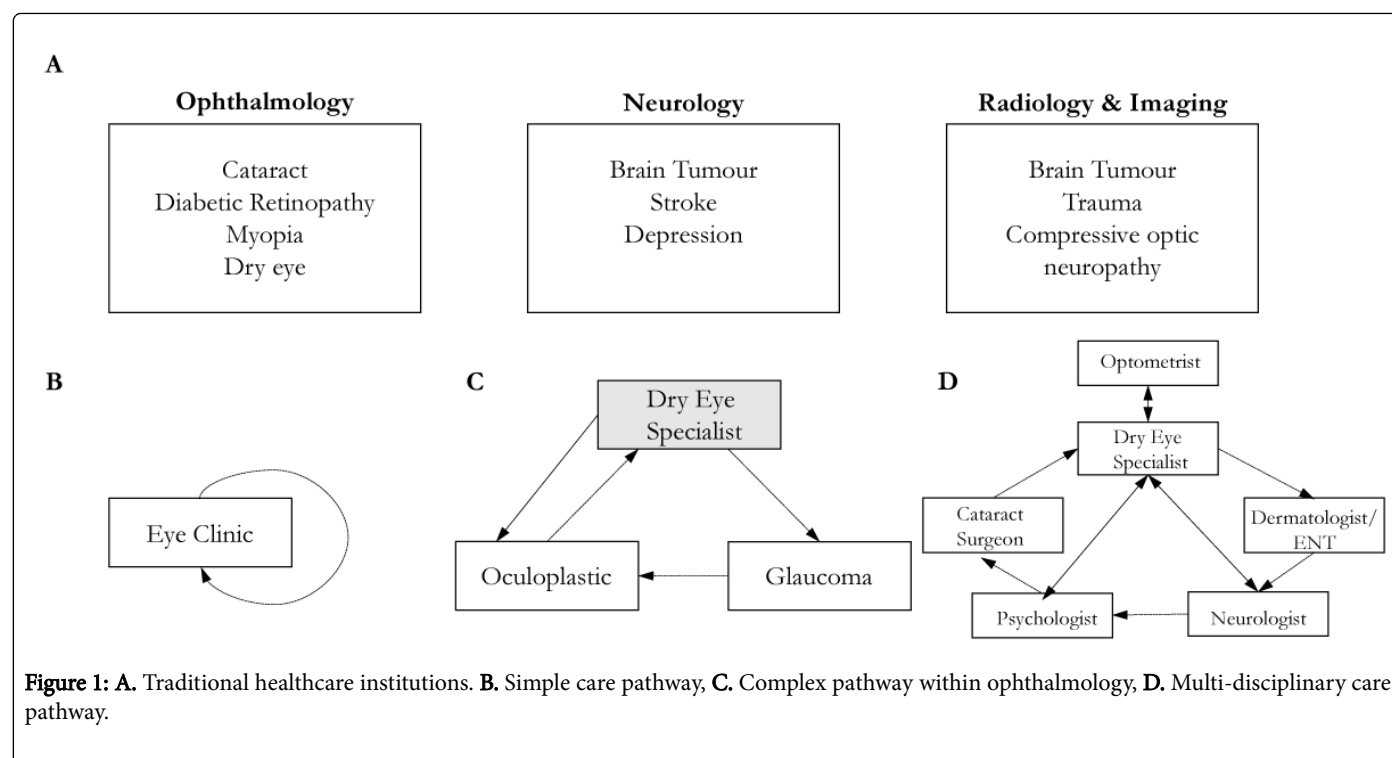 A
Ophthalmology
Cataract
Diabetic Retinopathy
Myopia
Dry eye
Neurology
Brain Tumour
Stroke
Depression
Radiology & Imaging
Brain Tumour
Trauma
Compressive optic
neuropathy
B
Eye Clinic
C
Dry Eye
Specialist
Oculoplastic
Glaucoma
D
Optometrist
Dry Eye
Specialist
Cataract
Surgeon
Dermatologist/
ENT
Psychologist
Neurologist
Figure 1: A. Traditional healthcare institutions. B. Simple care pathway, C. Complex pathway within ophthalmology, D. Multi-disciplinary care
pathway.